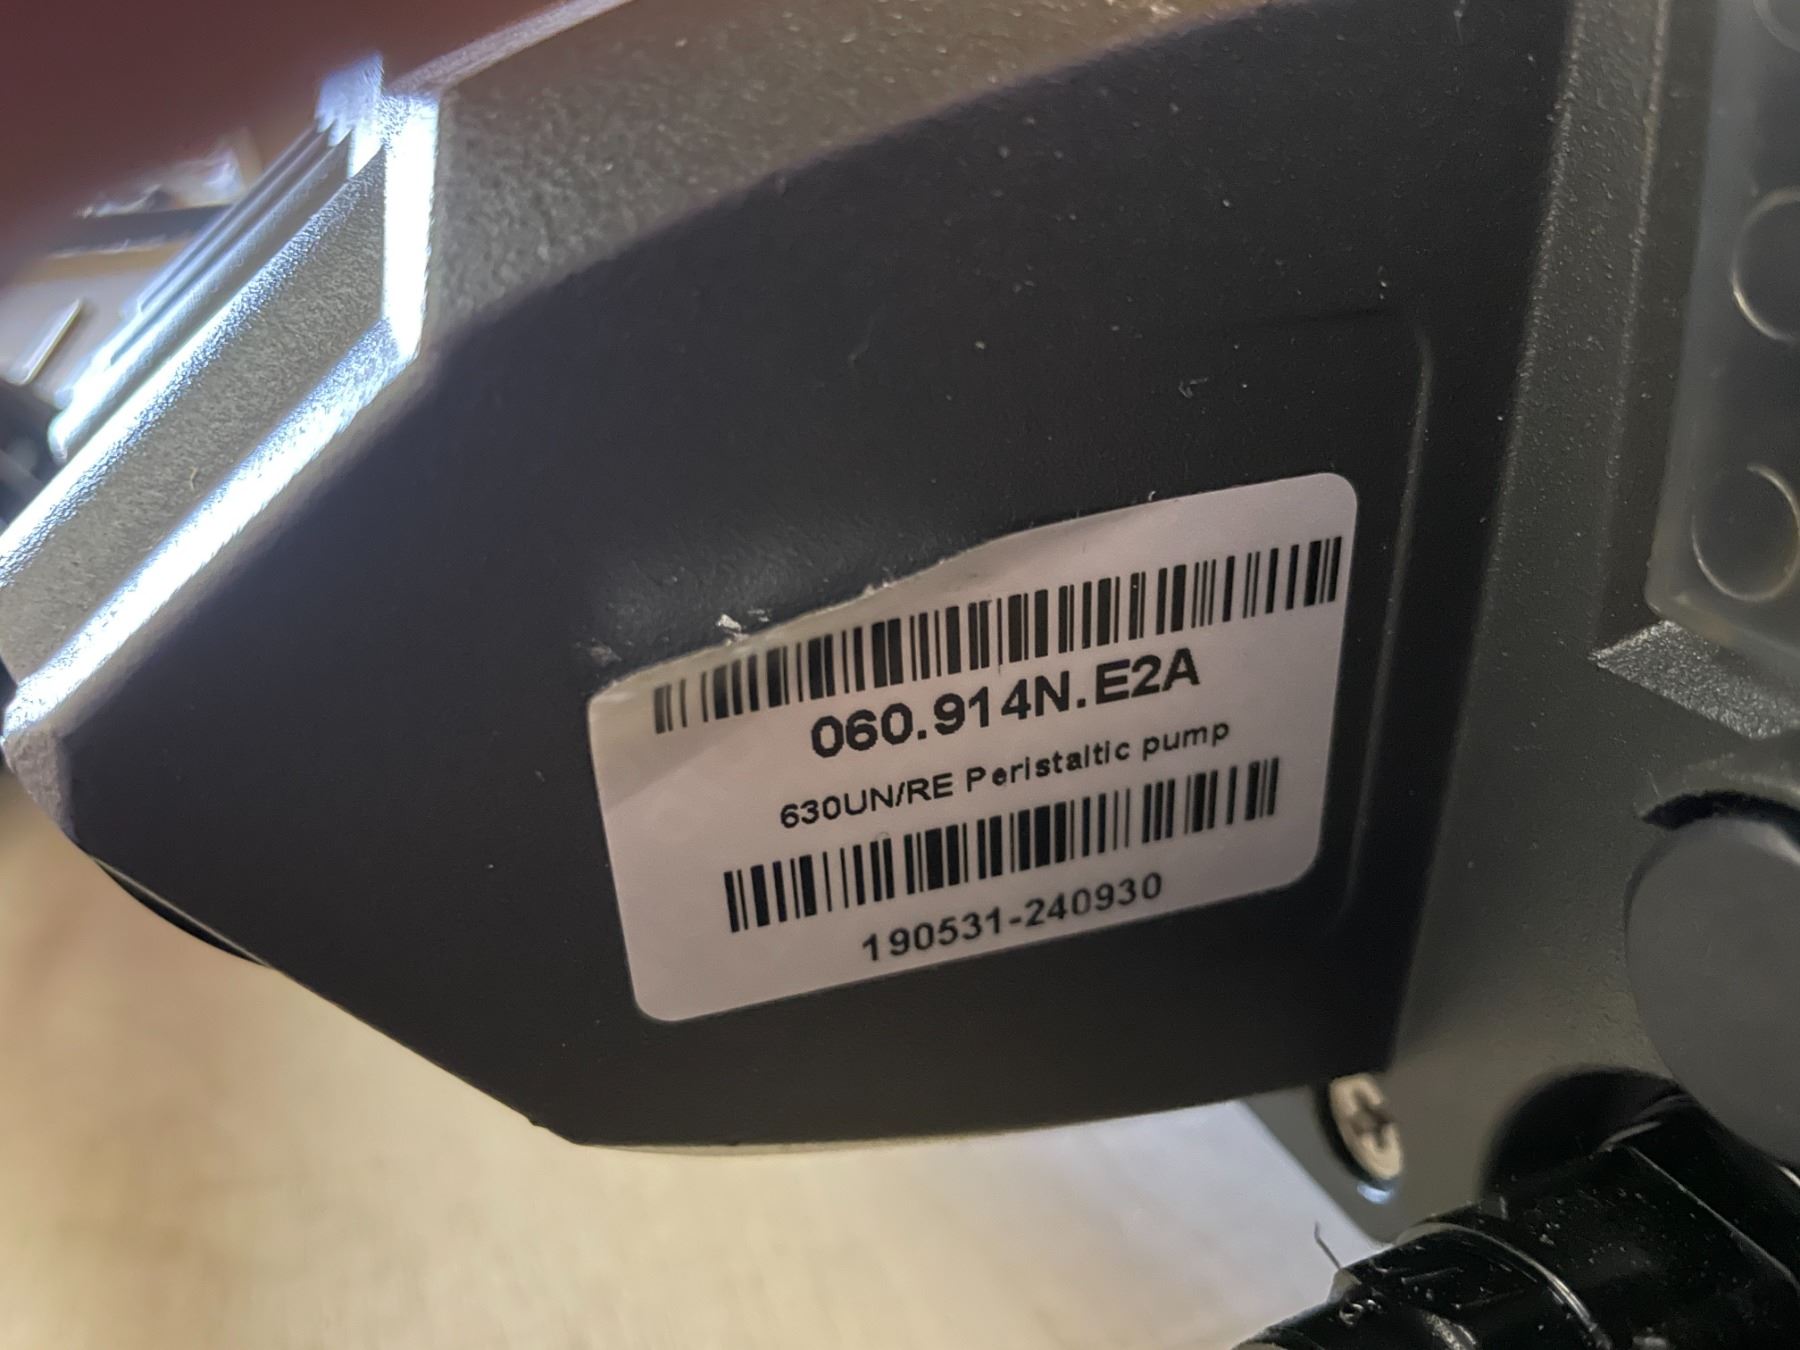 060.914N.E2A
630UN/RE Peristaltic pump
190531-240930